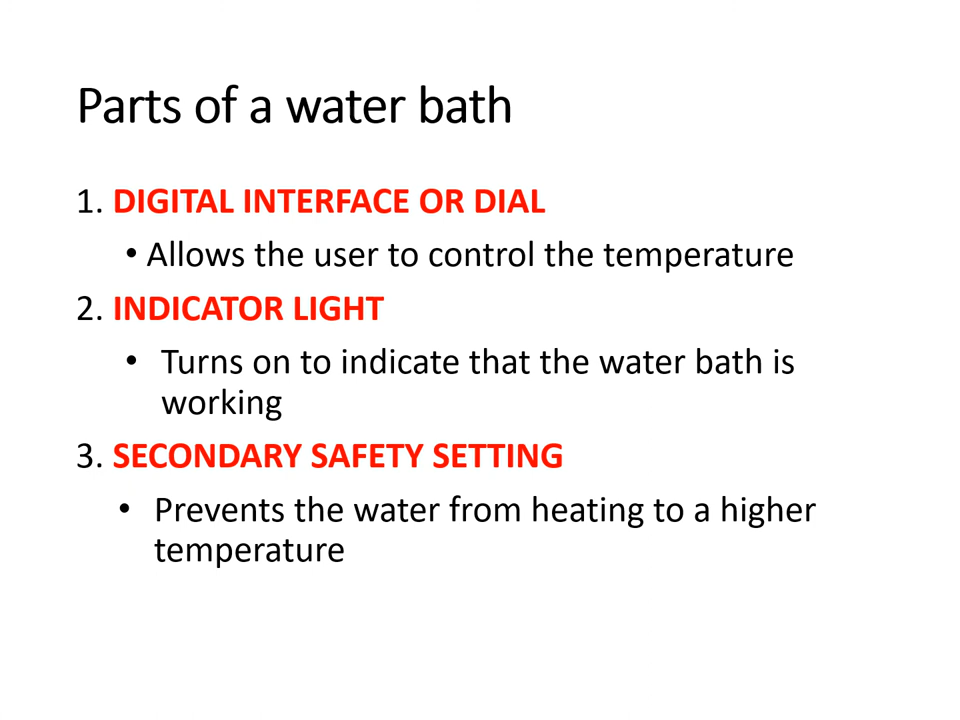 Parts of a water bath
1. DIGITAL INTERFACE OR DIAL
• Allows the user to control the temperature
2. INDICATOR LIGHT
• Turns on to indicate that the water bath is
working
3. SECONDARY SAFETY SETTING
• Prevents the water from heating to a higher
temperature